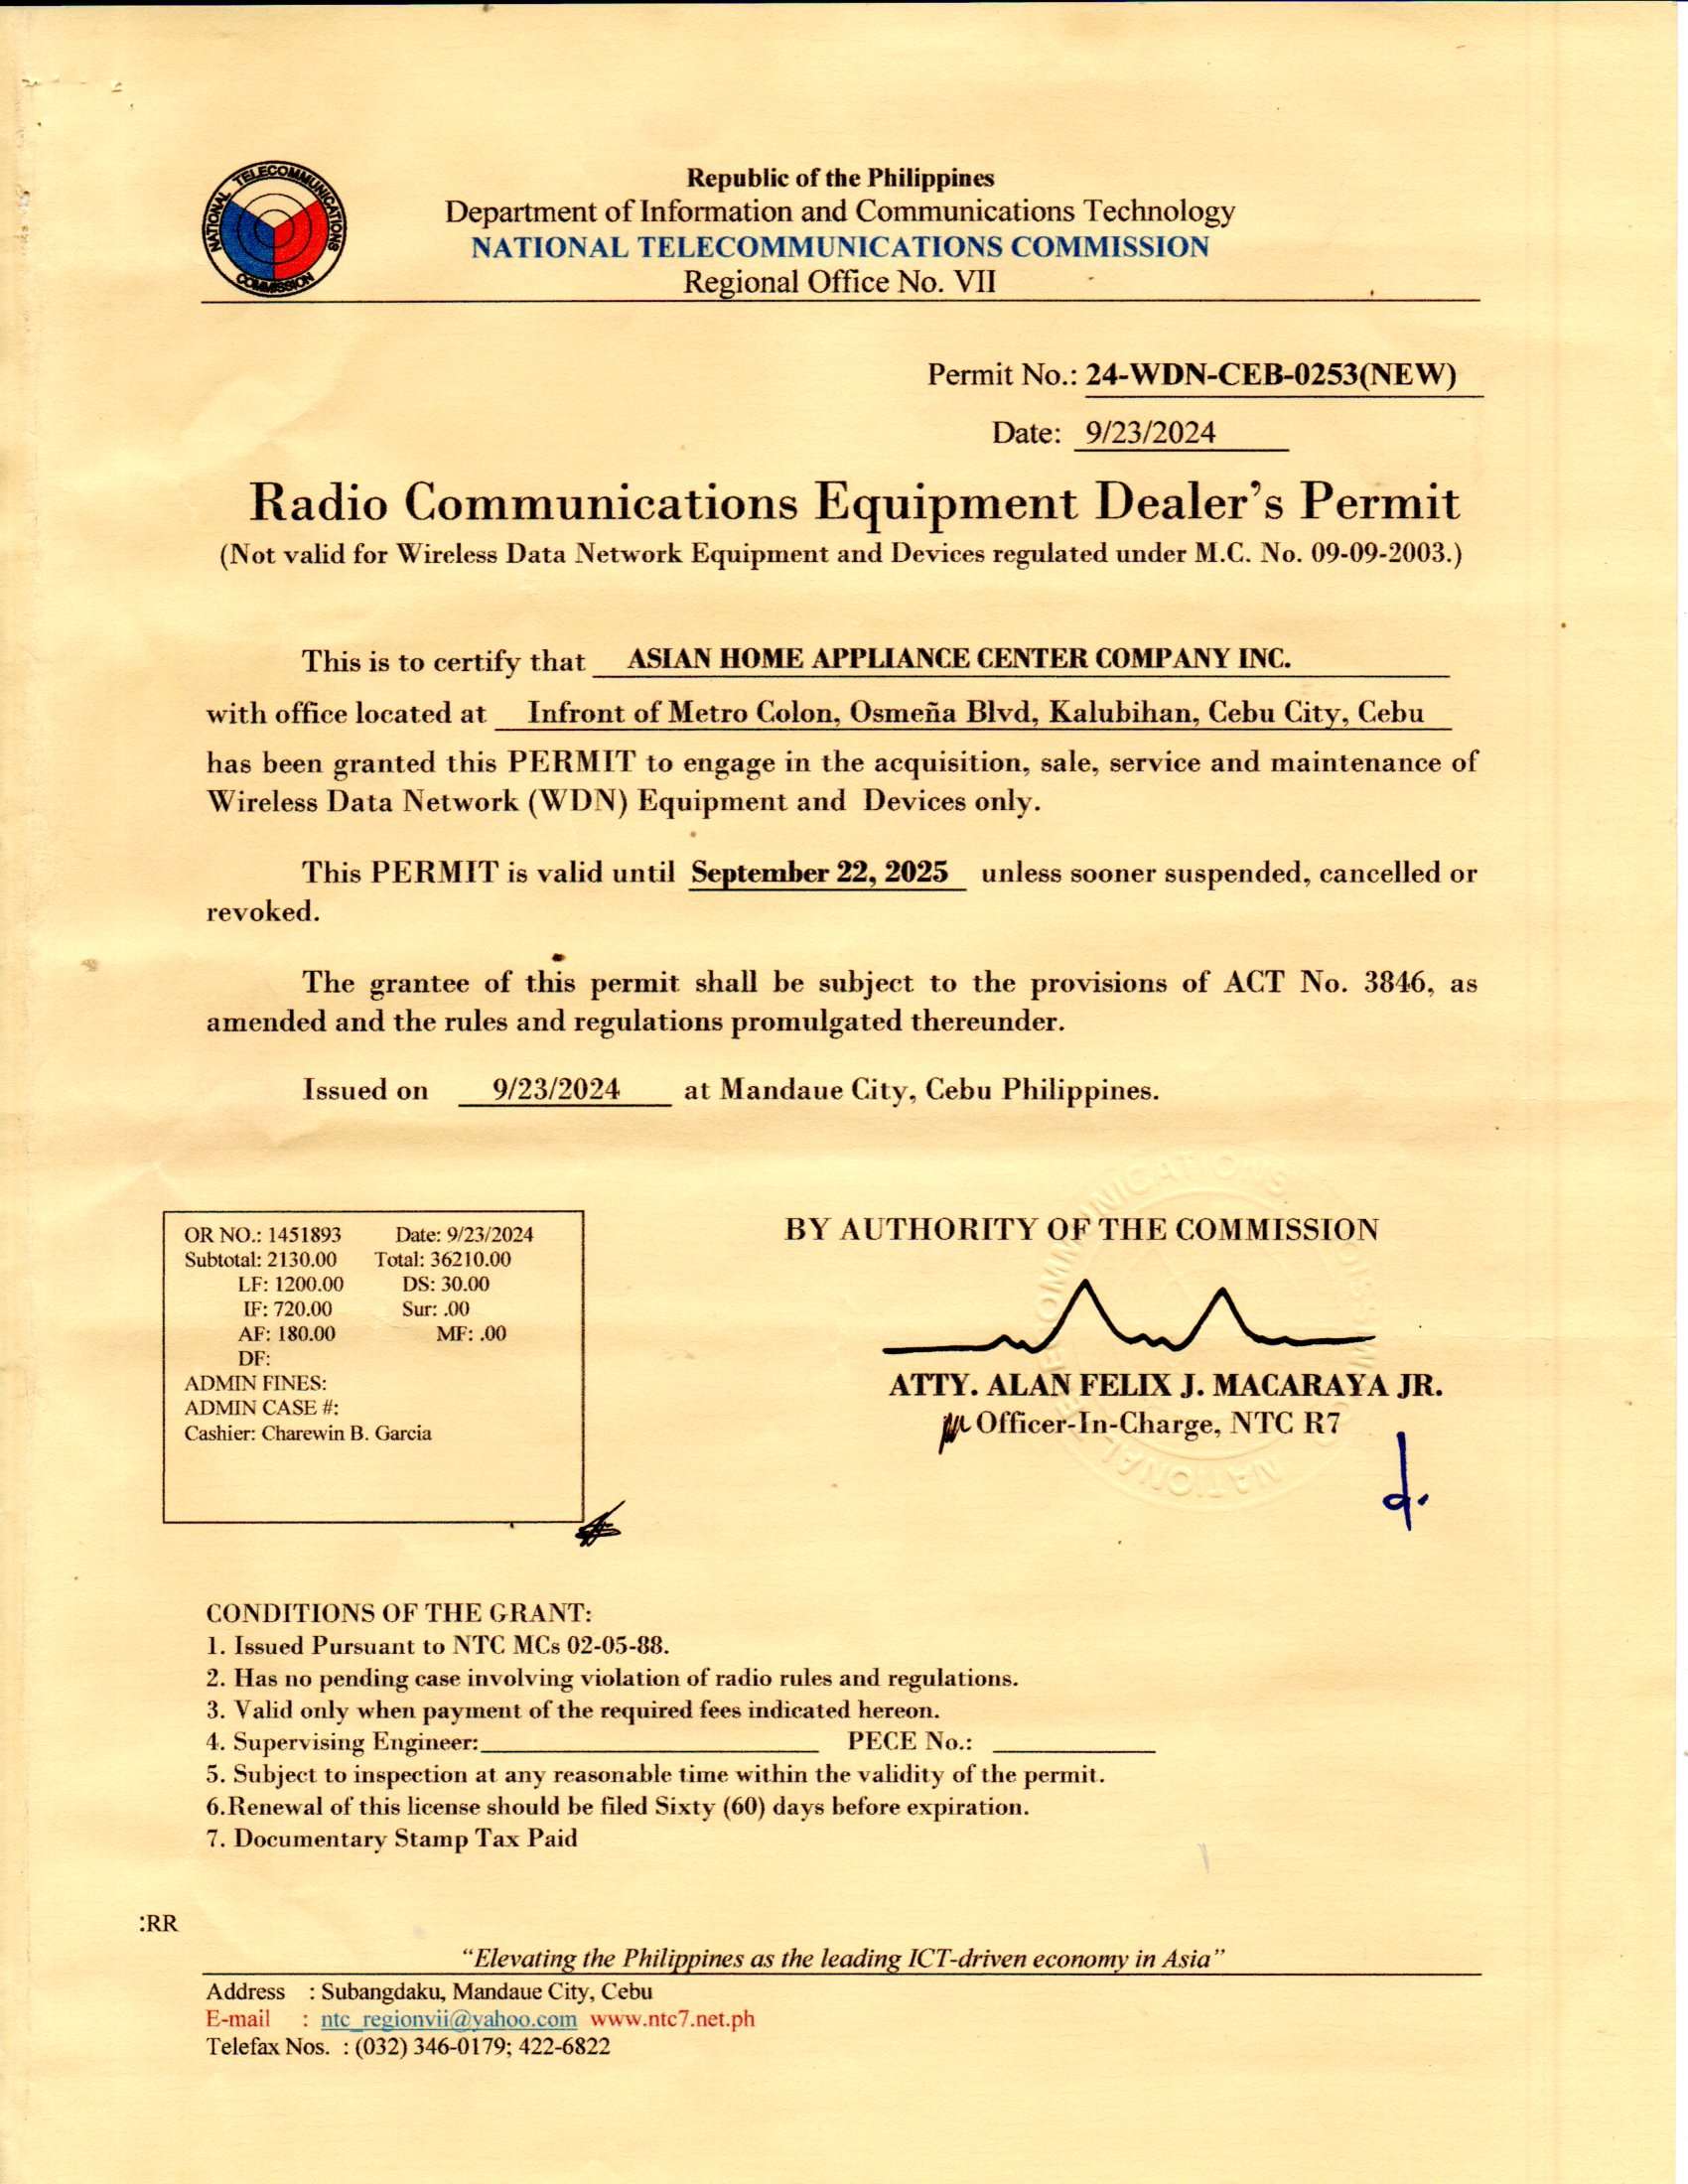 NATIONAL TELECOMMUNICATIONS COMMISSION
Republic of the Philippines
Department of Information and Communications Technology
NATIONAL TELECOMMUNICATIONS COMMISSION
Regional Office No. VII
Permit No.: 24-WDN-CEB-0253(NEW)
Date: 9/23/2024
Radio Communications Equipment Dealer's Permit
(Not valid for Wireless Data Network Equipment and Devices regulated under M.C. No. 09-09-2003.)
This is to certify that ASIAN HOME APPLIANCE CENTER COMPANY INC.
with office located at Infront of Metro Colon, Osmeña Blvd, Kalubihan, Cebu City, Cebu
has been granted this PERMIT to engage in the acquisition, sale, service and maintenance of
Wireless Data Network (WDN) Equipment and Devices only.
This PERMIT is valid until September 22, 2025 unless sooner suspended, cancelled or
revoked.
The grantee of this permit shall be subject to the provisions of ACT No. 3846, as
amended and the rules and regulations promulgated thereunder.
Issued on 9/23/2024 at Mandaue City, Cebu Philippines.
OR NO.: 1451893 Date: 9/23/2024
Subtotal: 2130.00 Total: 36210.00
LF: 1200.00 DS: 30.00
IF: 720.00 Sur: .00
AF: 180.00 MF: .00
DF:
ADMIN FINES:
ADMIN CASE #:
Cashier: Charewin B. Garcia
BY AUTHORITY OF THE COMMISSION
ATTY. ALAN FELIX J. MACARAYA JR.
Officer-In-Charge, NTC R7
CONDITIONS OF THE GRANT:
1. Issued Pursuant to NTC MCs 02-05-88.
2. Has no pending case involving violation of radio rules and regulations.
3. Valid only when payment of the required fees indicated hereon.
4. Supervising Engineer: PECE No.:
5. Subject to inspection at any reasonable time within the validity of the permit.
6.Renewal of this license should be filed Sixty (60) days before expiration.
7. Documentary Stamp Tax Paid
:RR
"Elevating the Philippines as the leading ICT-driven economy in Asia"
Address : Subangdaku, Mandaue City, Cebu
E-mail : ntc_regionvii@yahoo.com www.ntc7.net.ph
Telefax Nos. : (032) 346-0179; 422-6822